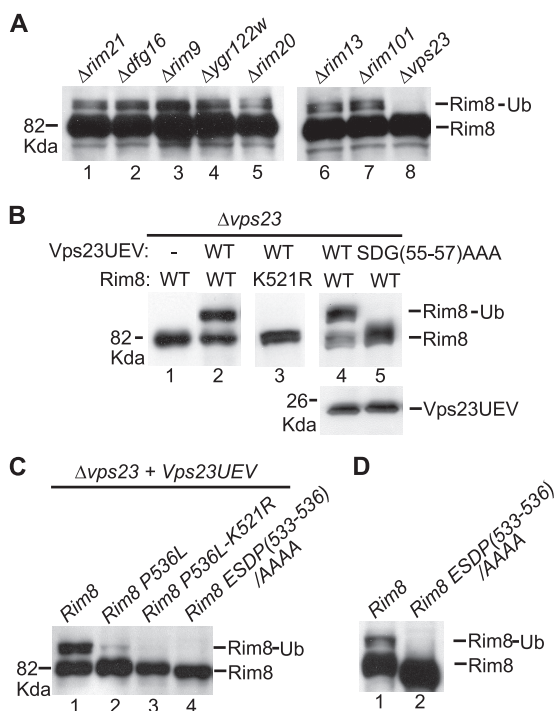 A
Δrim21 Δdfg16 Δrim9 Δygr122w Δrim20 Δrim13 Δrim101 Δvps23
Rim8-Ub
82 Rim8
Kda
1 2 3 4 5 6 7 8
B
Δvps23
Vps23UEV: - WT WT WT SDG(55-57)AAA
Rim8: WT WT K521R WT WT
Rim8-Ub
82 Rim8
Kda
1 2 3 4 5
26
Kda Vps23UEV
C
Δvps23 + Vps23UEV
Rim8 Rim8 P536L Rim8 P536L-K521R Rim8 ESDP(533-536)
/AAAA
Rim8-Ub
82 Rim8
Kda
1 2 3 4
D
Rim8 Rim8 ESDP(533-536)
/AAAA
Rim8-Ub
82 Rim8
Kda
1 2